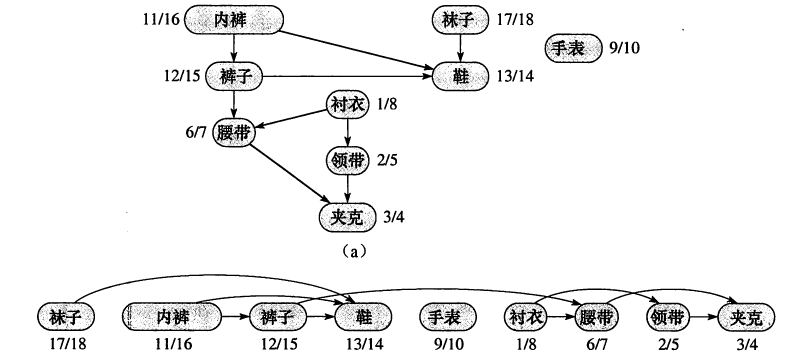 11/16 内裤 袜子 17/18
手表 9/10
12/15 裤子 鞋 13/14
衬衣 1/8
6/7 腰带
领带 2/5
夹克 3/4
(a)
袜子 内裤 裤子 鞋 手表 衬衣 腰带 领带 夹克
17/18 11/16 12/15 13/14 9/10 1/8 6/7 2/5 3/4